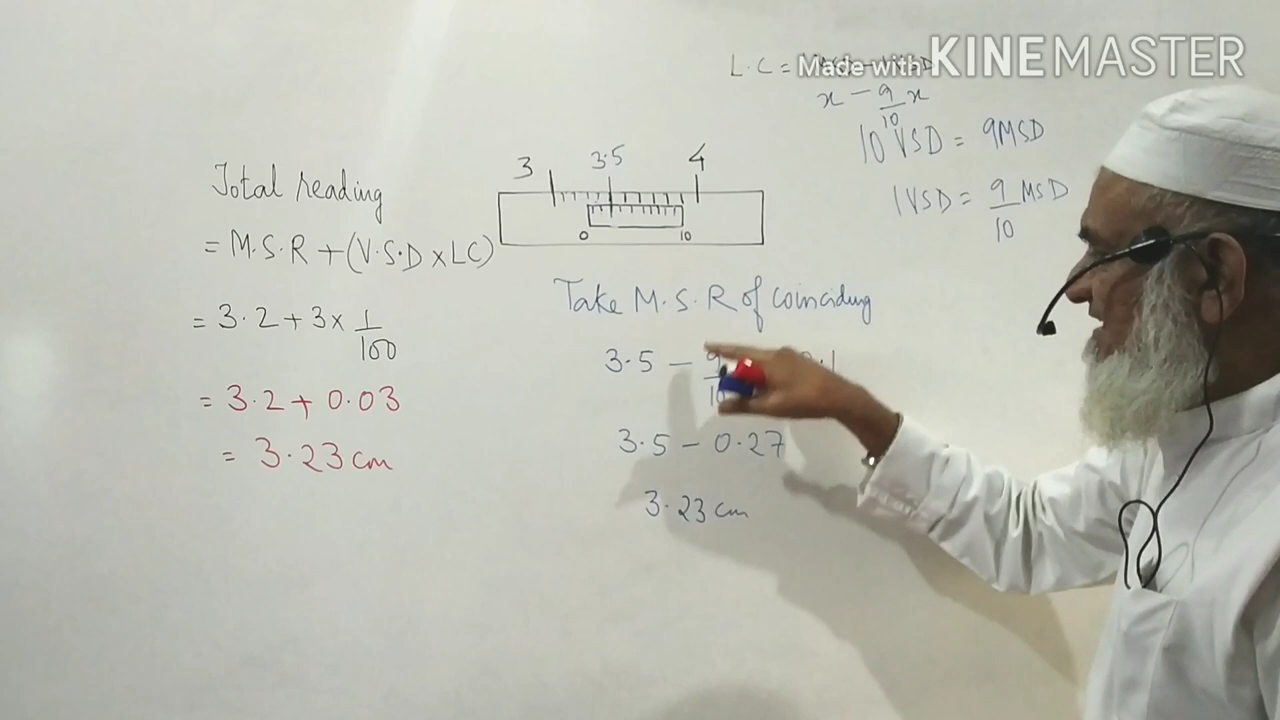 Made with KINEMASTER
L.C =
x - 9/10 x
10 VSD = 9MSD
1VSD = 9/10 MSD
3 3.5 4
0 10
Total reading
= M.S.R + (V.S.D x LC)
= 3.2 + 3 x 1/100
= 3.2 + 0.03
= 3.23 cm
Take M.S.R of coinciding
3.5 -
3.5 - 0.27
3.23 cm